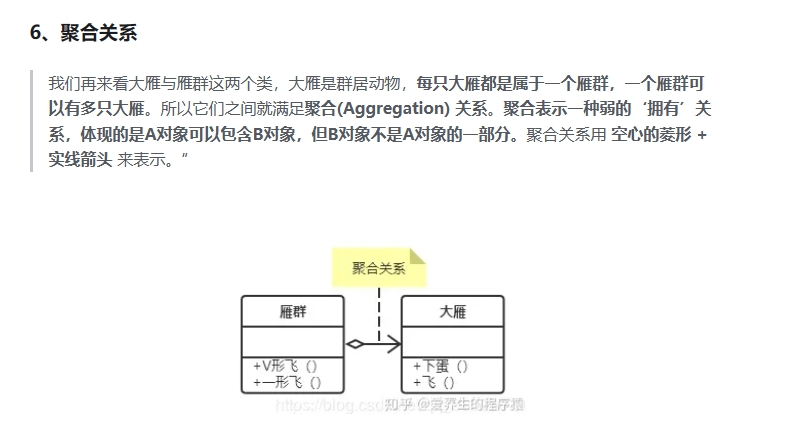 6、聚合关系
我们再来看大雁与雁群这两个类，大雁是群居动物，每只大雁都是属于一个雁群，一个雁群可
以有多只大雁。所以它们之间就满足聚合(Aggregation) 关系。聚合表示一种弱的‘拥有’关
系，体现的是A对象可以包含B对象，但B对象不是A对象的一部分。聚合关系用 空心的菱形 +
实线箭头 来表示。”
聚合关系
雁群
大雁
+V形飞（）
+一形飞（）
+下蛋（）
+飞（）
https://blog.csd
知乎 @爱养生的程序猿